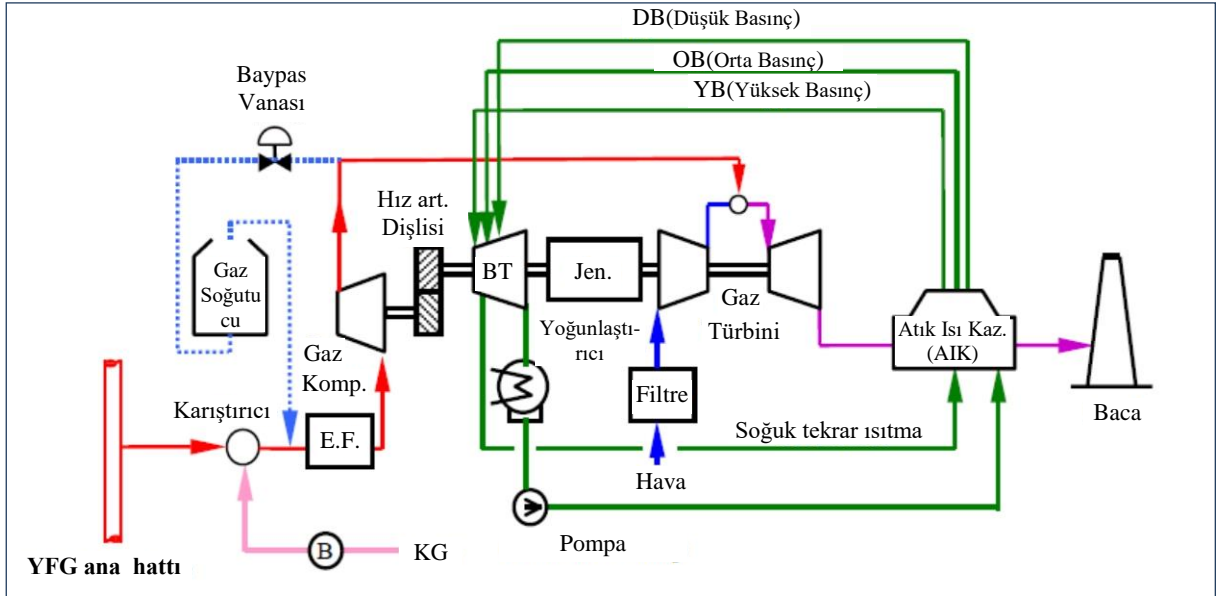 DB(Düşük Basınç)
OB(Orta Basınç)
YB(Yüksek Basınç)
Baypas
Vanası
Hız art.
Dişlisi
Gaz
Soğutu
cu
BT
Jen.
Gaz
Türbini
Yoğunlaştı-
rıcı
Atık Isı Kaz.
(AIK)
Gaz
Komp.
Filtre
Karıştırıcı
E.F.
Soğuk tekrar ısıtma
Baca
Hava
Pompa
B
KG
YFG ana hattı